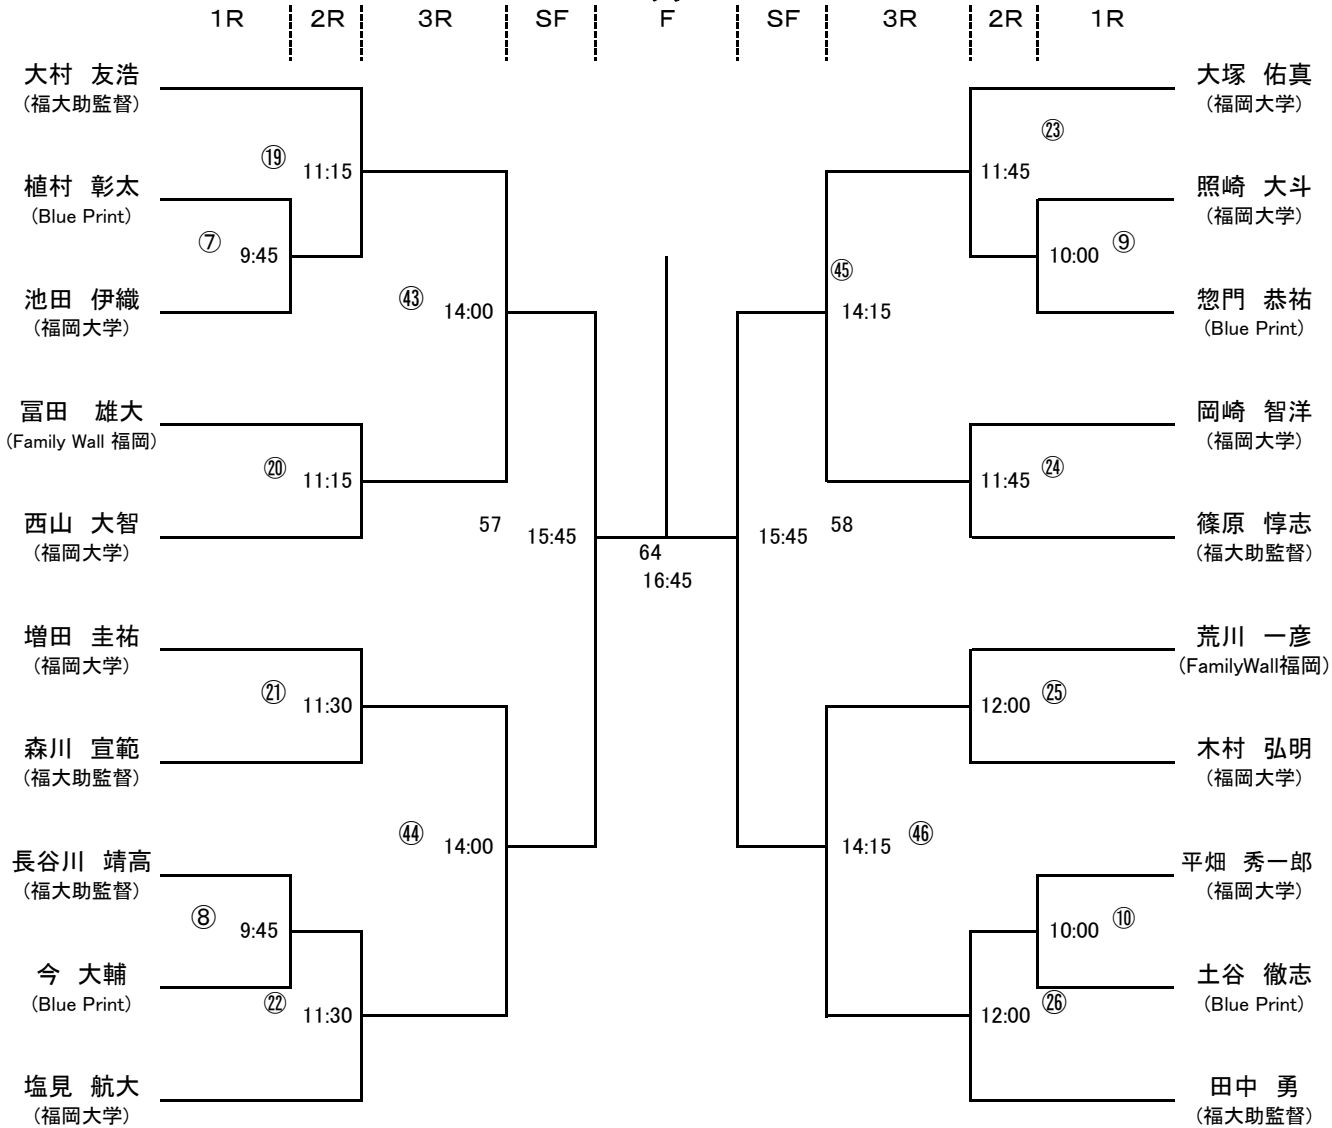 1R 2R 3R SF F SF 3R 2R 1R
大村 友浩
(福大助監督)
⑲ 11:15
植村 彰太
(Blue Print)
⑦ 9:45
池田 伊織
(福岡大学)
㊸ 14:00
冨田 雄大
(Family Wall 福岡)
⑳ 11:15
西山 大智
(福岡大学)
57 15:45
増田 圭祐
(福岡大学)
㉑ 11:30
森川 宣範
(福大助監督)
㊹ 14:00
長谷川 靖高
(福大助監督)
⑧ 9:45
今 大輔
(Blue Print)
㉒ 11:30
塩見 航大
(福岡大学)
64
16:45
大塚 佑真
(福岡大学)
㉓
11:45
照崎 大斗
(福岡大学)
10:00 ⑨
惣門 恭祐
(Blue Print)
㊺
14:15
岡崎 智洋
(福岡大学)
11:45 ㉔
篠原 惇志
(福大助監督)
15:45 58
荒川 一彦
(FamilyWall福岡)
12:00 ㉕
木村 弘明
(福岡大学)
14:15 ㊻
平畑 秀一郎
(福岡大学)
10:00 ⑩
土谷 徹志
(Blue Print)
12:00 ㉖
田中 勇
(福大助監督)